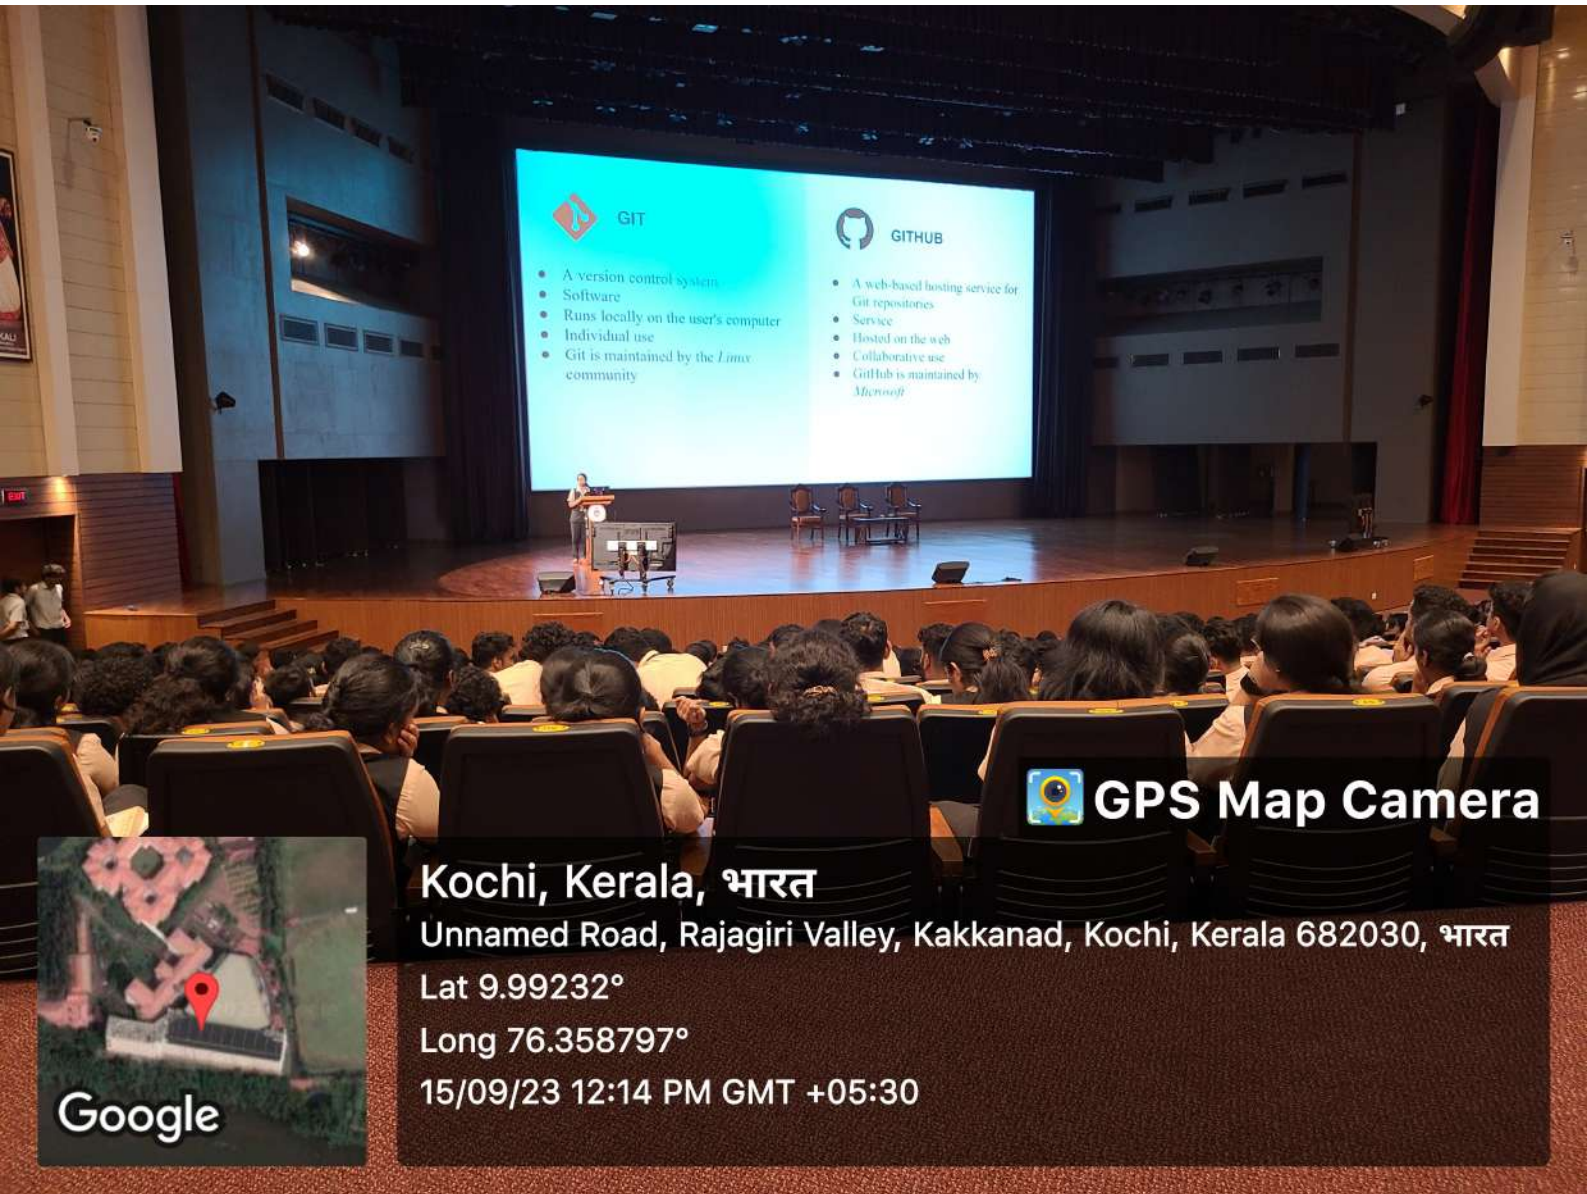 GIT
A version control system
Software
Runs locally on the user's computer
Individual use
Git is maintained by the Linux
community
GITHUB
A web-based hosting service for
Git repositories
Service
Hosted on the web
Collaborative use
GitHub is maintained by
Microsoft
KALI
EXIT
GPS Map Camera
Kochi, Kerala, भारत
Unnamed Road, Rajagiri Valley, Kakkanad, Kochi, Kerala 682030, भारत
Lat 9.99232°
Long 76.358797°
15/09/23 12:14 PM GMT +05:30
Google